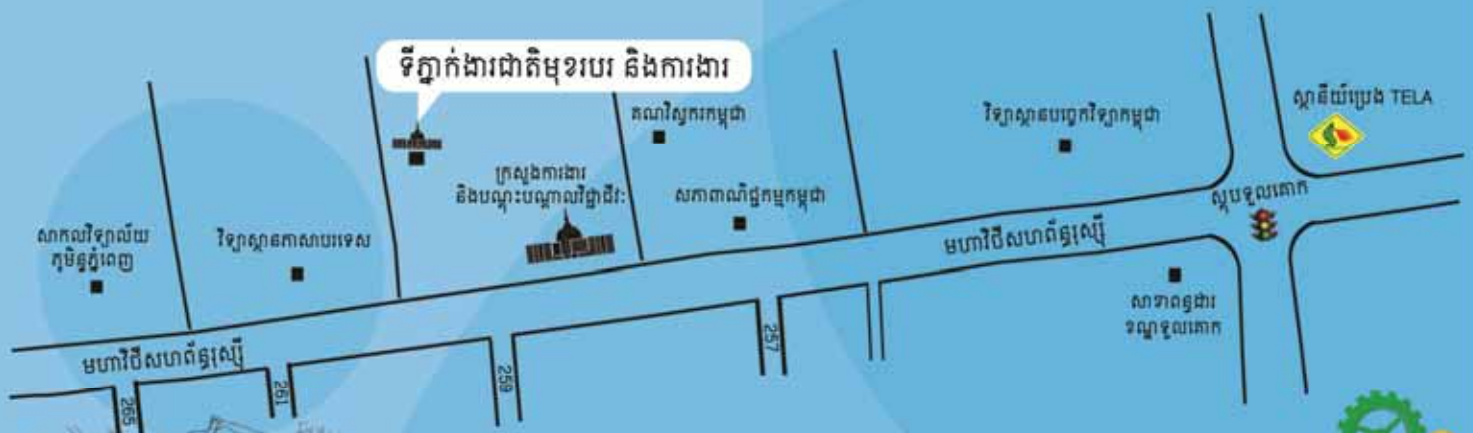 ទីភ្នាក់ងារជាតិមុខរបរ និងការងារ
គណវិស្វករកម្ពុជា
វិទ្យាស្ថានបច្ចេកវិទ្យាកម្ពុជា
ស្ថានីយ៍ប្រេង TELA
ក្រសួងការងារ
និងបណ្តុះបណ្តាលវិជ្ជាជីវៈ
សភាពាណិជ្ជកម្មកម្ពុជា
ស្តុបទួលគោក
សាកលវិទ្យាល័យ
ភូមិន្ទភ្នំពេញ
វិទ្យាស្ថានភាសាបរទេស
មហាវិថីសហព័ន្ធរុស្ស៊ី
សាខាពន្ធដារ
ខណ្ឌទួលគោក
មហាវិថីសហព័ន្ធរុស្ស៊ី
257
259
261
265